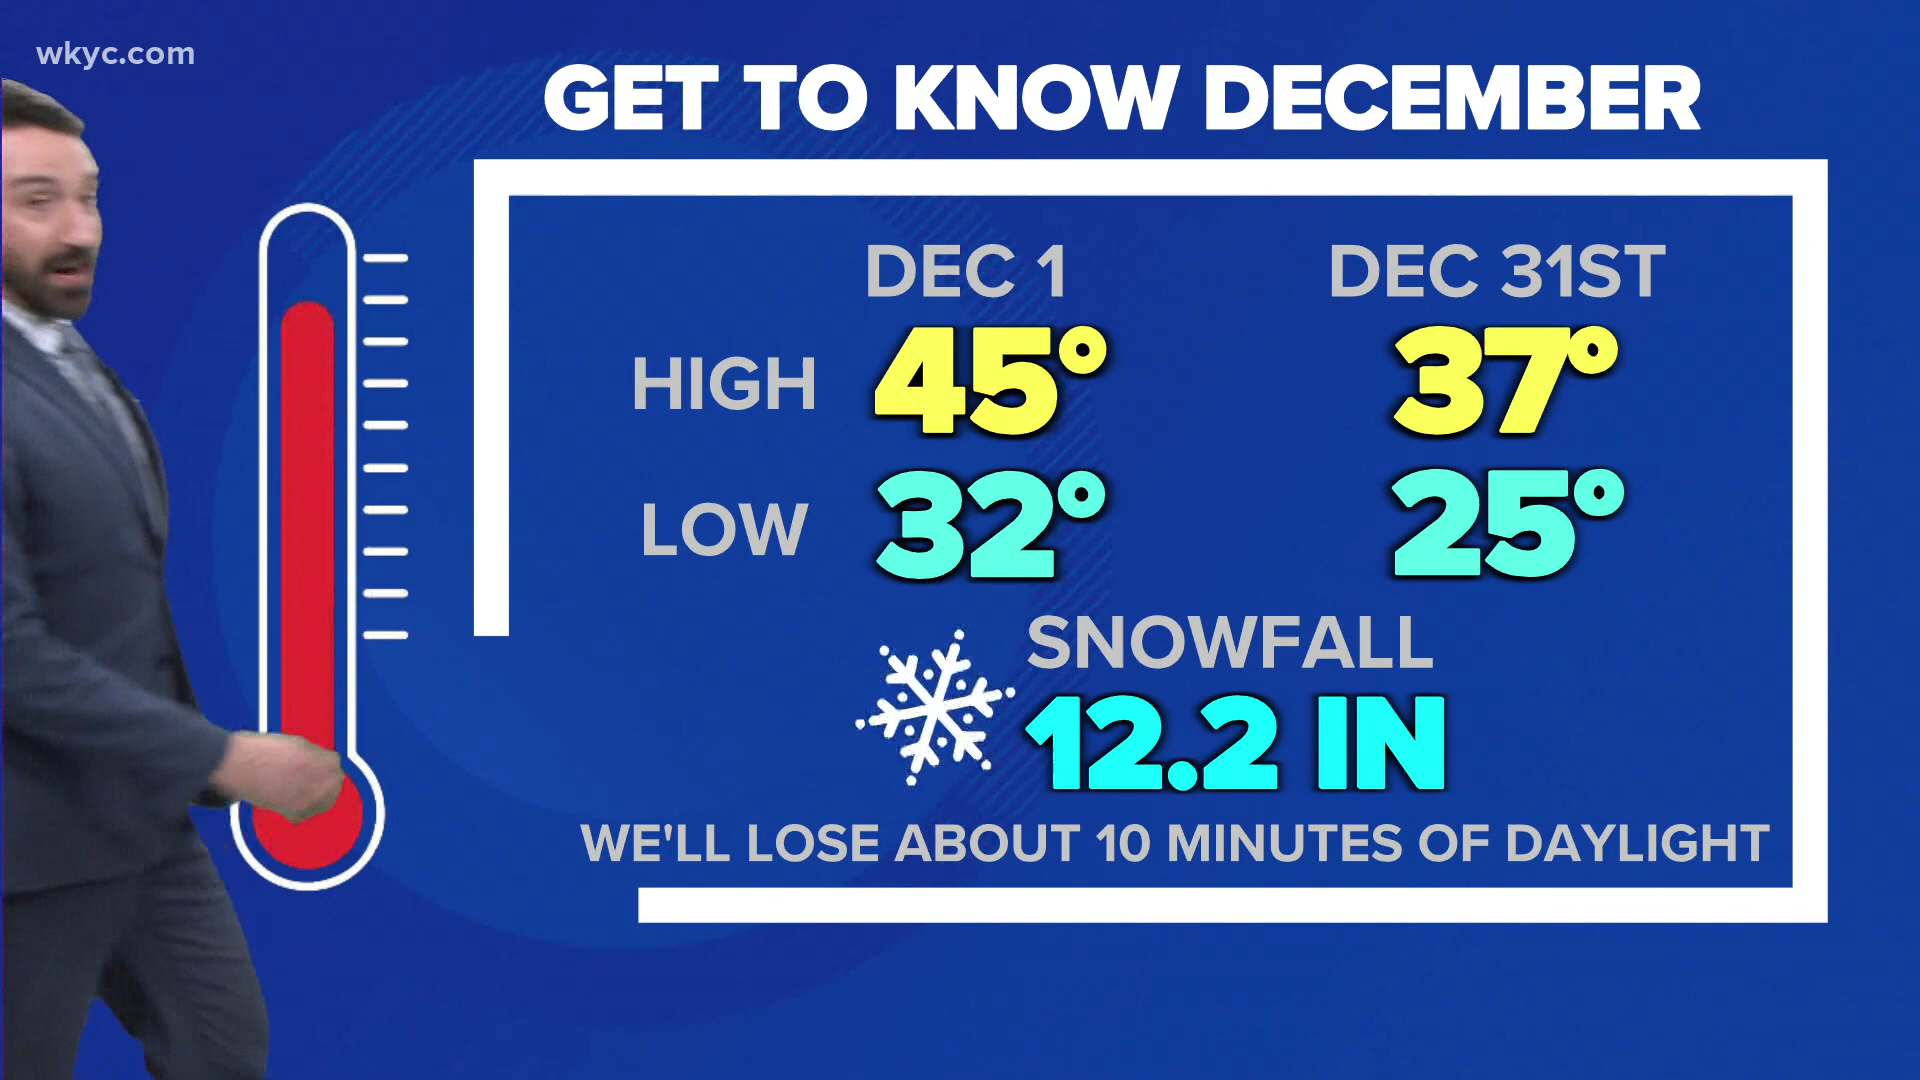 wkyc.com
GET TO KNOW DECEMBER
DEC 1 DEC 31ST
HIGH 45° 37°
LOW 32° 25°
SNOWFALL
12.2 IN
WE'LL LOSE ABOUT 10 MINUTES OF DAYLIGHT